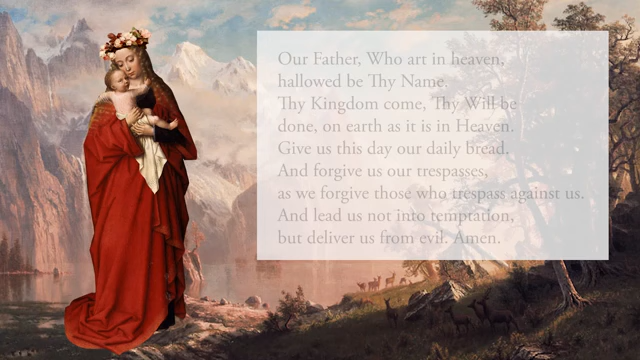 Our Father, Who art in heaven,
hallowed be Thy Name.
Thy Kingdom come, Thy Will be
done, on earth as it is in Heaven.
Give us this day our daily bread.
And forgive us our trespasses,
as we forgive those who trespass against us.
And lead us not into temptation,
but deliver us from evil. Amen.